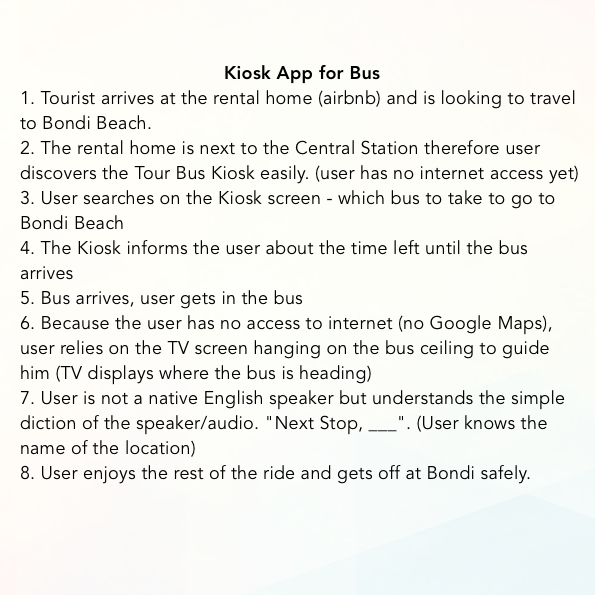 Kiosk App for Bus
1. Tourist arrives at the rental home (airbnb) and is looking to travel
to Bondi Beach.
2. The rental home is next to the Central Station therefore user
discovers the Tour Bus Kiosk easily. (user has no internet access yet)
3. User searches on the Kiosk screen - which bus to take to go to
Bondi Beach
4. The Kiosk informs the user about the time left until the bus
arrives
5. Bus arrives, user gets in the bus
6. Because the user has no access to internet (no Google Maps),
user relies on the TV screen hanging on the bus ceiling to guide
him (TV displays where the bus is heading)
7. User is not a native English speaker but understands the simple
diction of the speaker/audio. "Next Stop, ___". (User knows the
name of the location)
8. User enjoys the rest of the ride and gets off at Bondi safely.